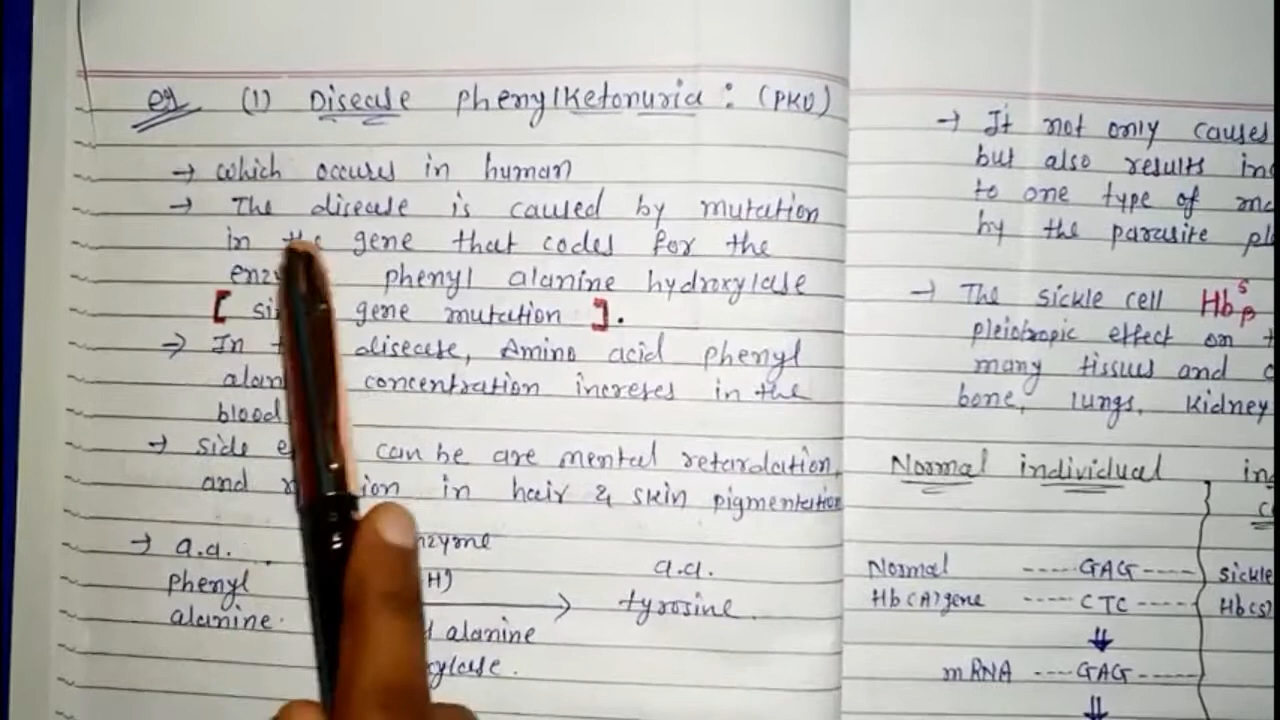 eg (1) Disease Phenylketonuria : (PKU)
→ which occurs in human
→ The disease is caused by mutation
in the gene that codes for the
phenyl alanine hydroxylase
[ gene mutation ].
→ In disease, Amino acid phenyl
concentration increses in the
blood
→ side can be are mental retardation,
and in hair & skin pigmentation
→ a.a.
phenyl
alanine.
a.a.
tyrosine.
alanine
→ It not only causes
but also results
to one type of
by the parasite
→ The sickle cell Hb S β
pleiotropic effect on
many tissues and
bone, lungs, kidney
Normal individual
Normal ----GAG---- sickle
Hb(A)gene ----CTC---- Hb(S)
⇓
mRNA ----GAG----
⇓